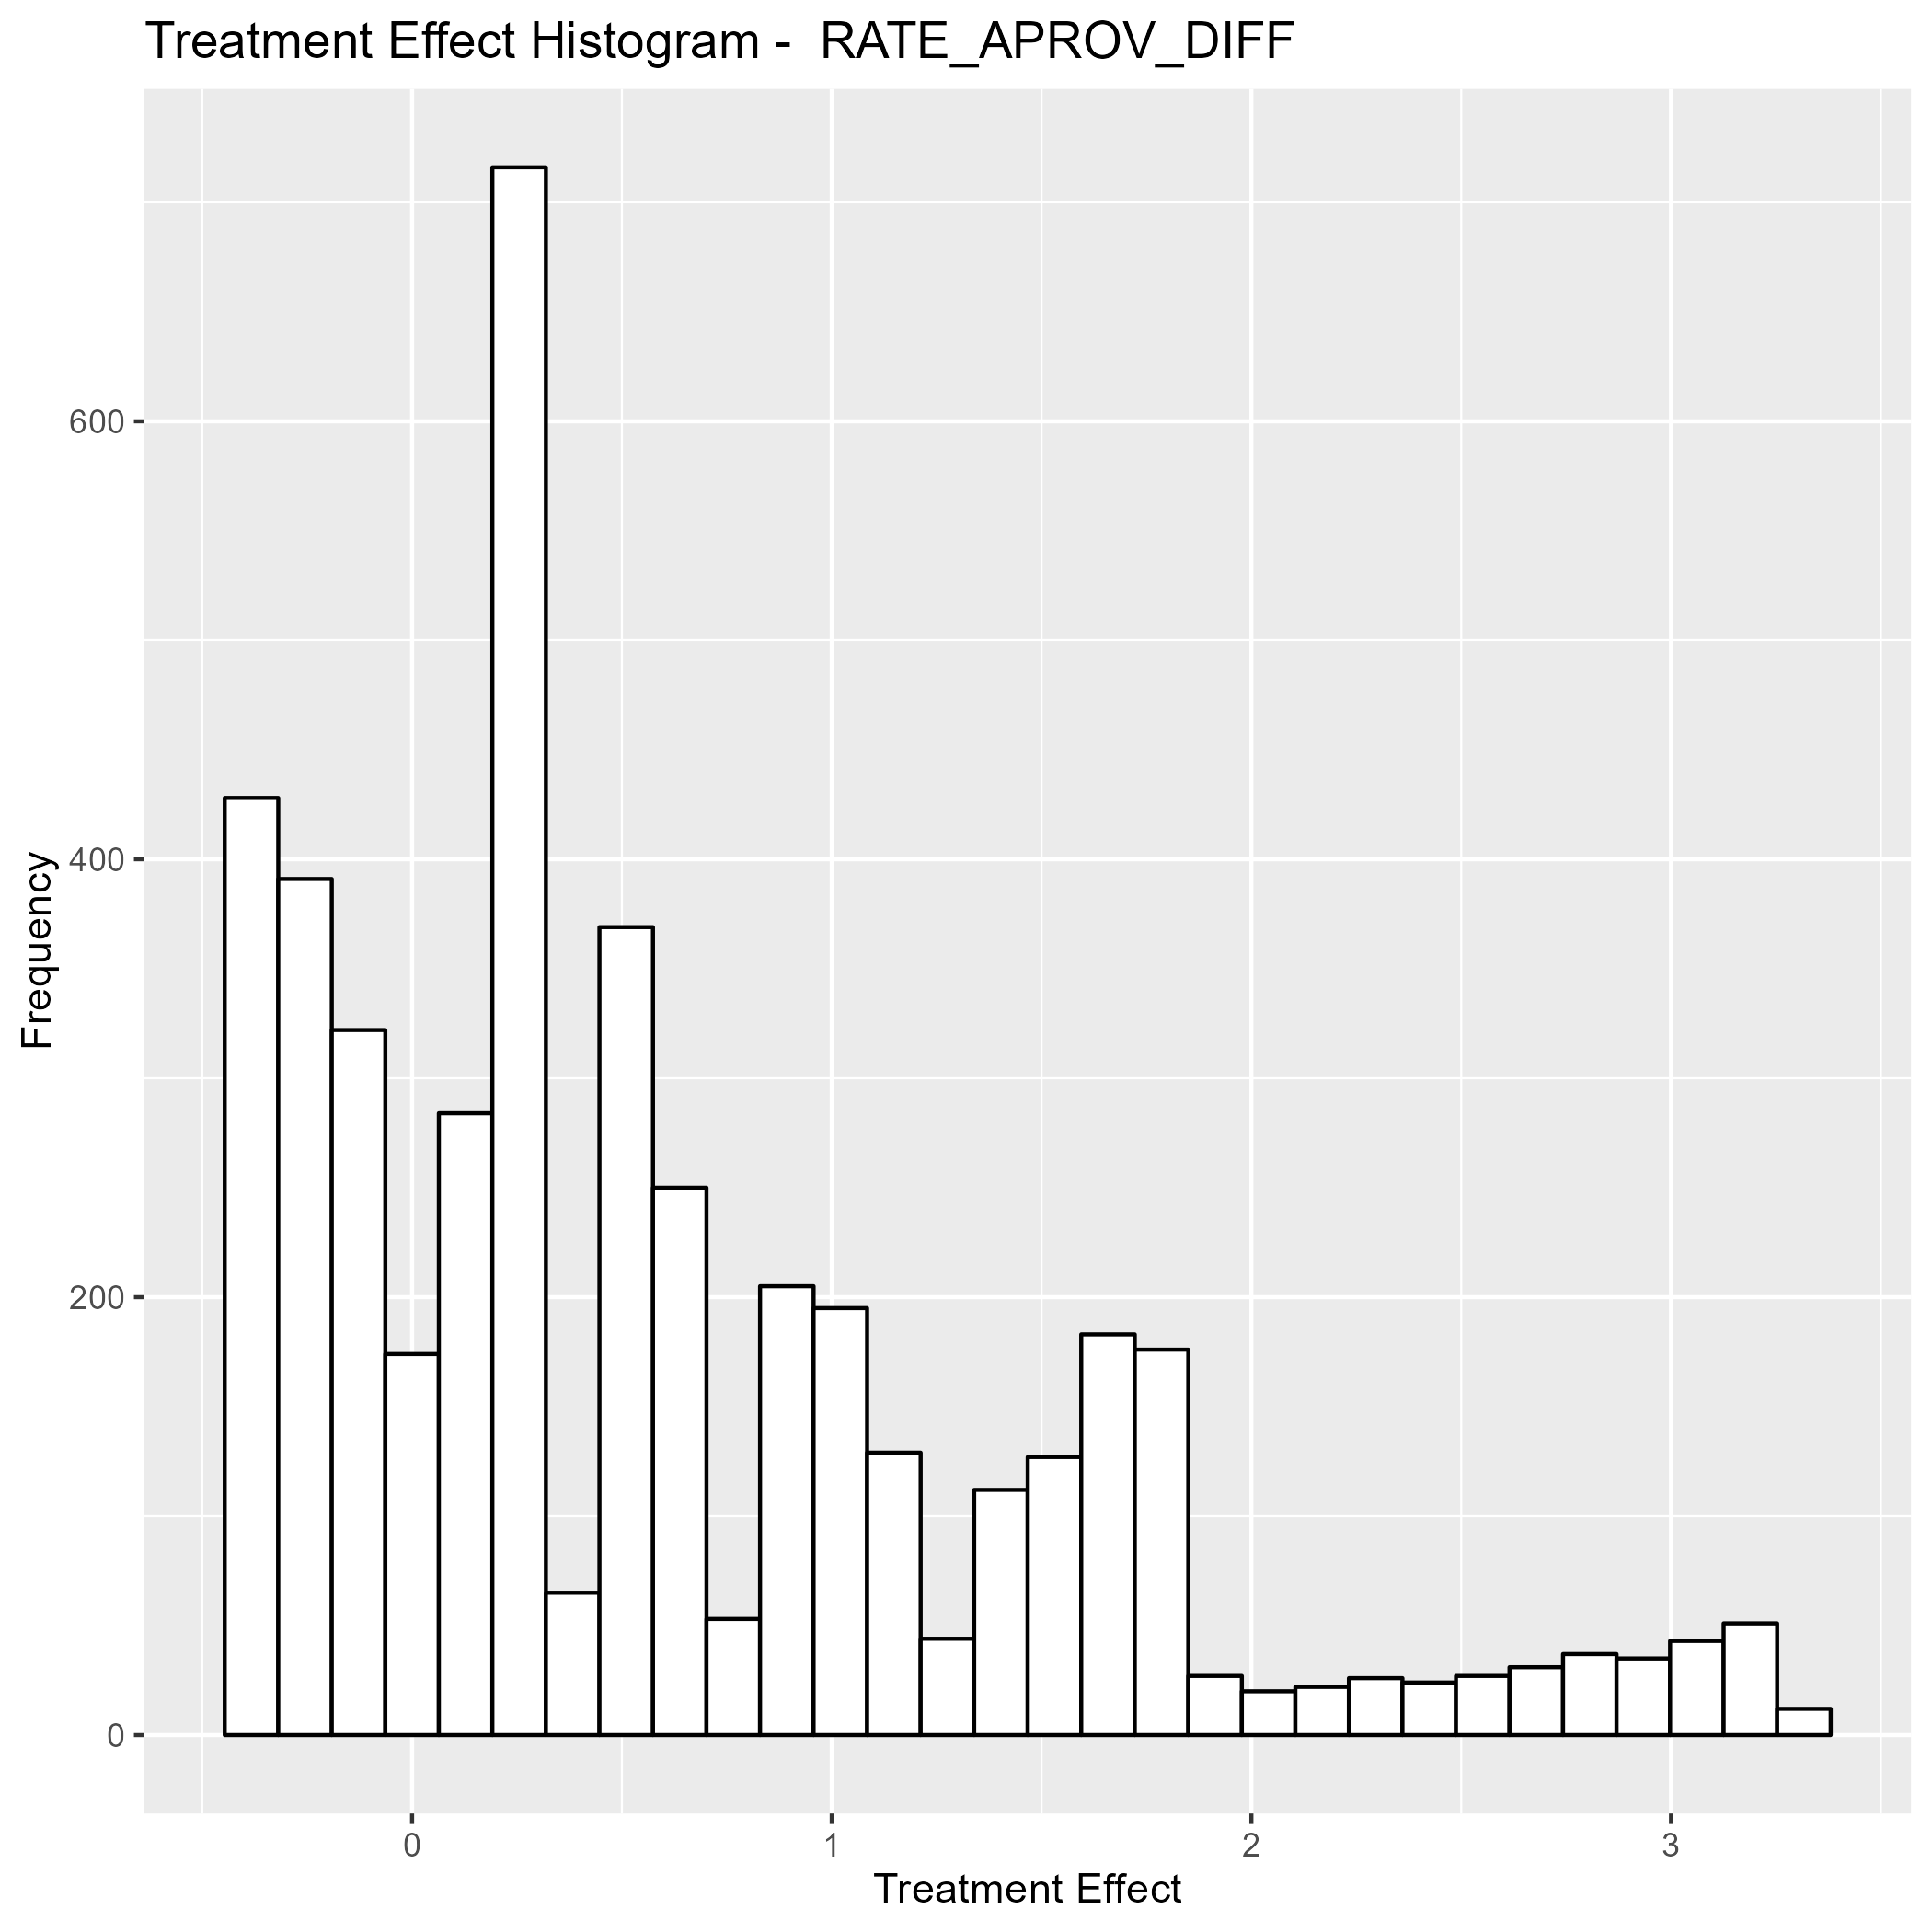 Treatment Effect Histogram -  RATE_APROV_DIFF
600
400
200
0
Frequency
0 1 2 3
Treatment Effect